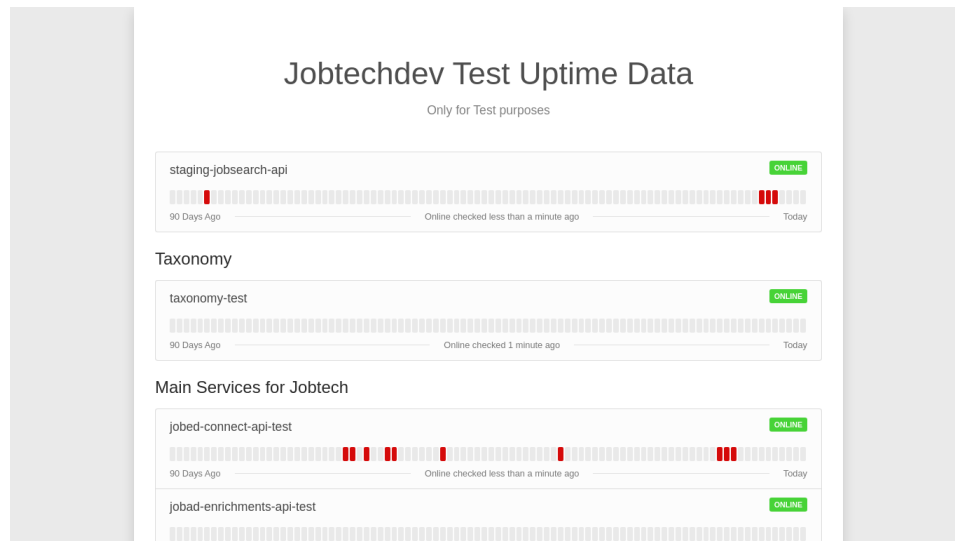 Jobtechdev Test Uptime Data
Only for Test purposes
staging-jobsearch-api
ONLINE
90 Days Ago
Online checked less than a minute ago
Today
Taxonomy
taxonomy-test
ONLINE
90 Days Ago
Online checked 1 minute ago
Today
Main Services for Jobtech
jobed-connect-api-test
ONLINE
90 Days Ago
Online checked less than a minute ago
Today
jobad-enrichments-api-test
ONLINE